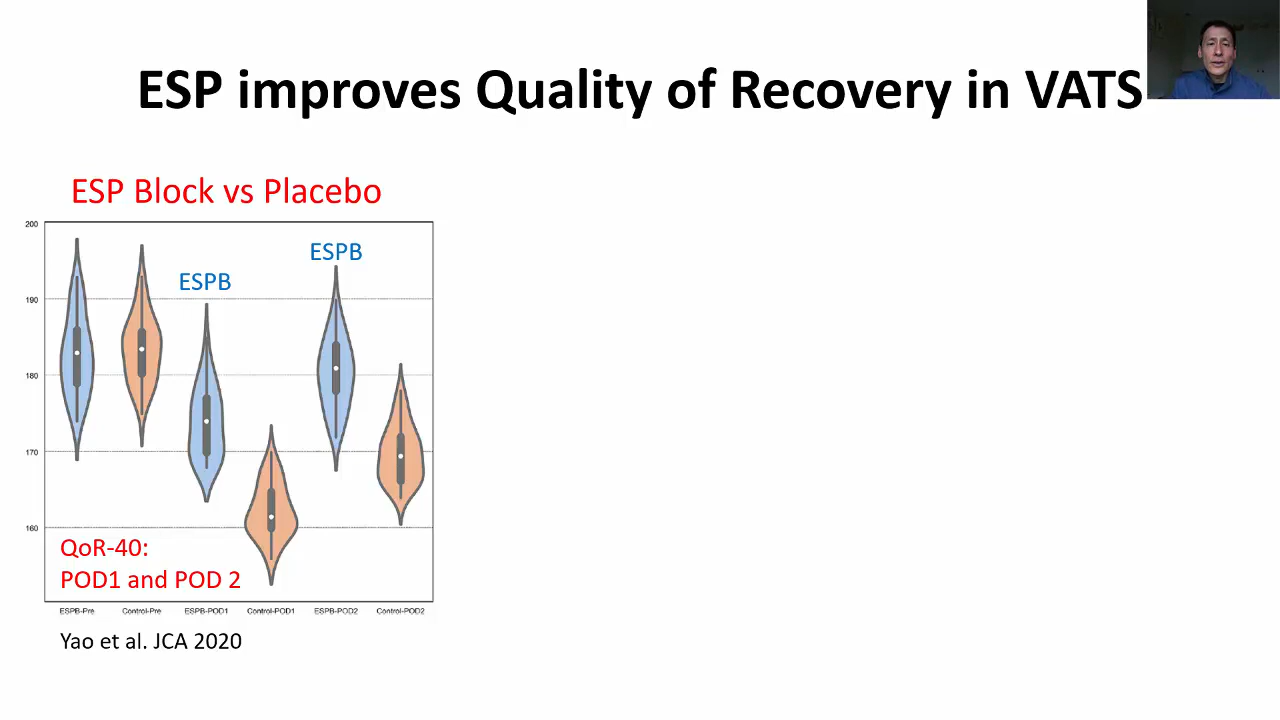 ESP improves Quality of Recovery in VATS
ESP Block vs Placebo
200
190
180
170
160
ESPB
ESPB
QoR-40:
POD1 and POD 2
ESPB-Pre Control-Pre ESPB-POD1 Control-POD1 ESPB-POD2 Control-POD2
Yao et al. JCA 2020